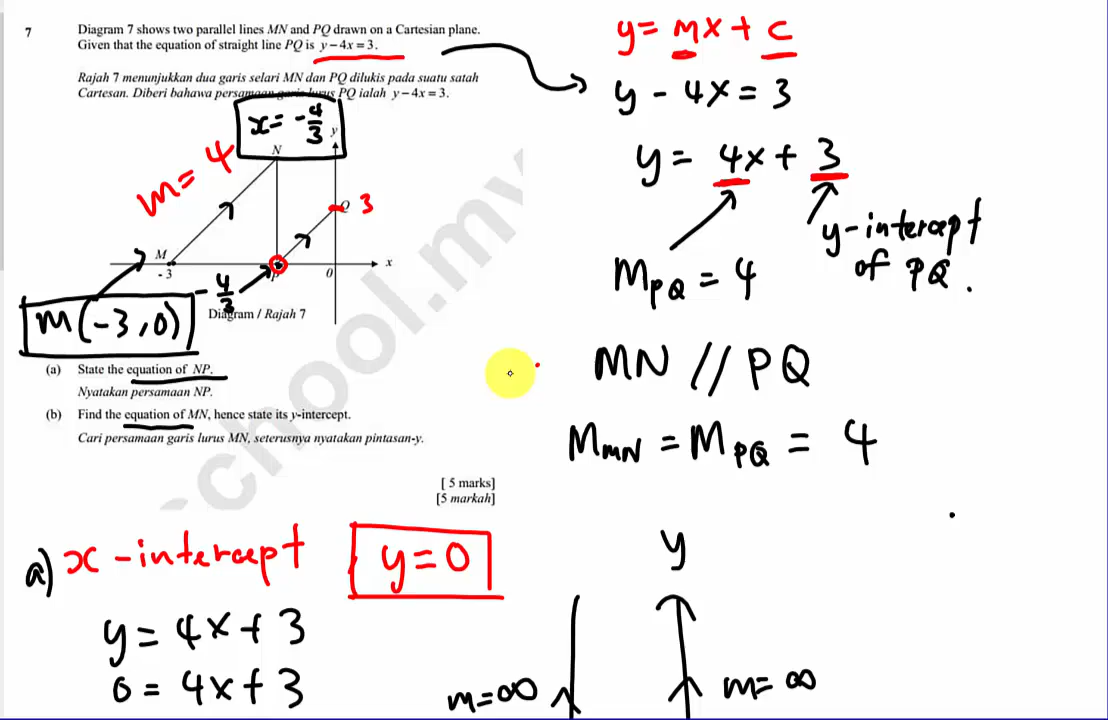 7 Diagram 7 shows two parallel lines MN and PQ drawn on a Cartesian plane.
Given that the equation of straight line PQ is y – 4x = 3.
Rajah 7 menunjukkan dua garis selari MN dan PQ dilukis pada suatu satah
Cartesan. Diberi bahawa persamaan garis lurus PQ ialah y – 4x = 3.
x = -4/3
y
N
m = 4
Q 3
M
-3
P
0
x
-4/3
M(-3,0)
Diagram / Rajah 7
(a) State the equation of NP.
Nyatakan persamaan NP.
(b) Find the equation of MN, hence state its y-intercept.
Cari persamaan garis lurus MN, seterusnya nyatakan pintasan-y.
[ 5 marks]
[5 markah]
y = mx + c
y - 4x = 3
y = 4x + 3
y-intercept
of PQ.
M PQ = 4
MN // PQ
M MN = M PQ = 4
a) x-intercept y=0
y = 4x + 3
0 = 4x + 3
y
m=∞
m=∞
chool.my